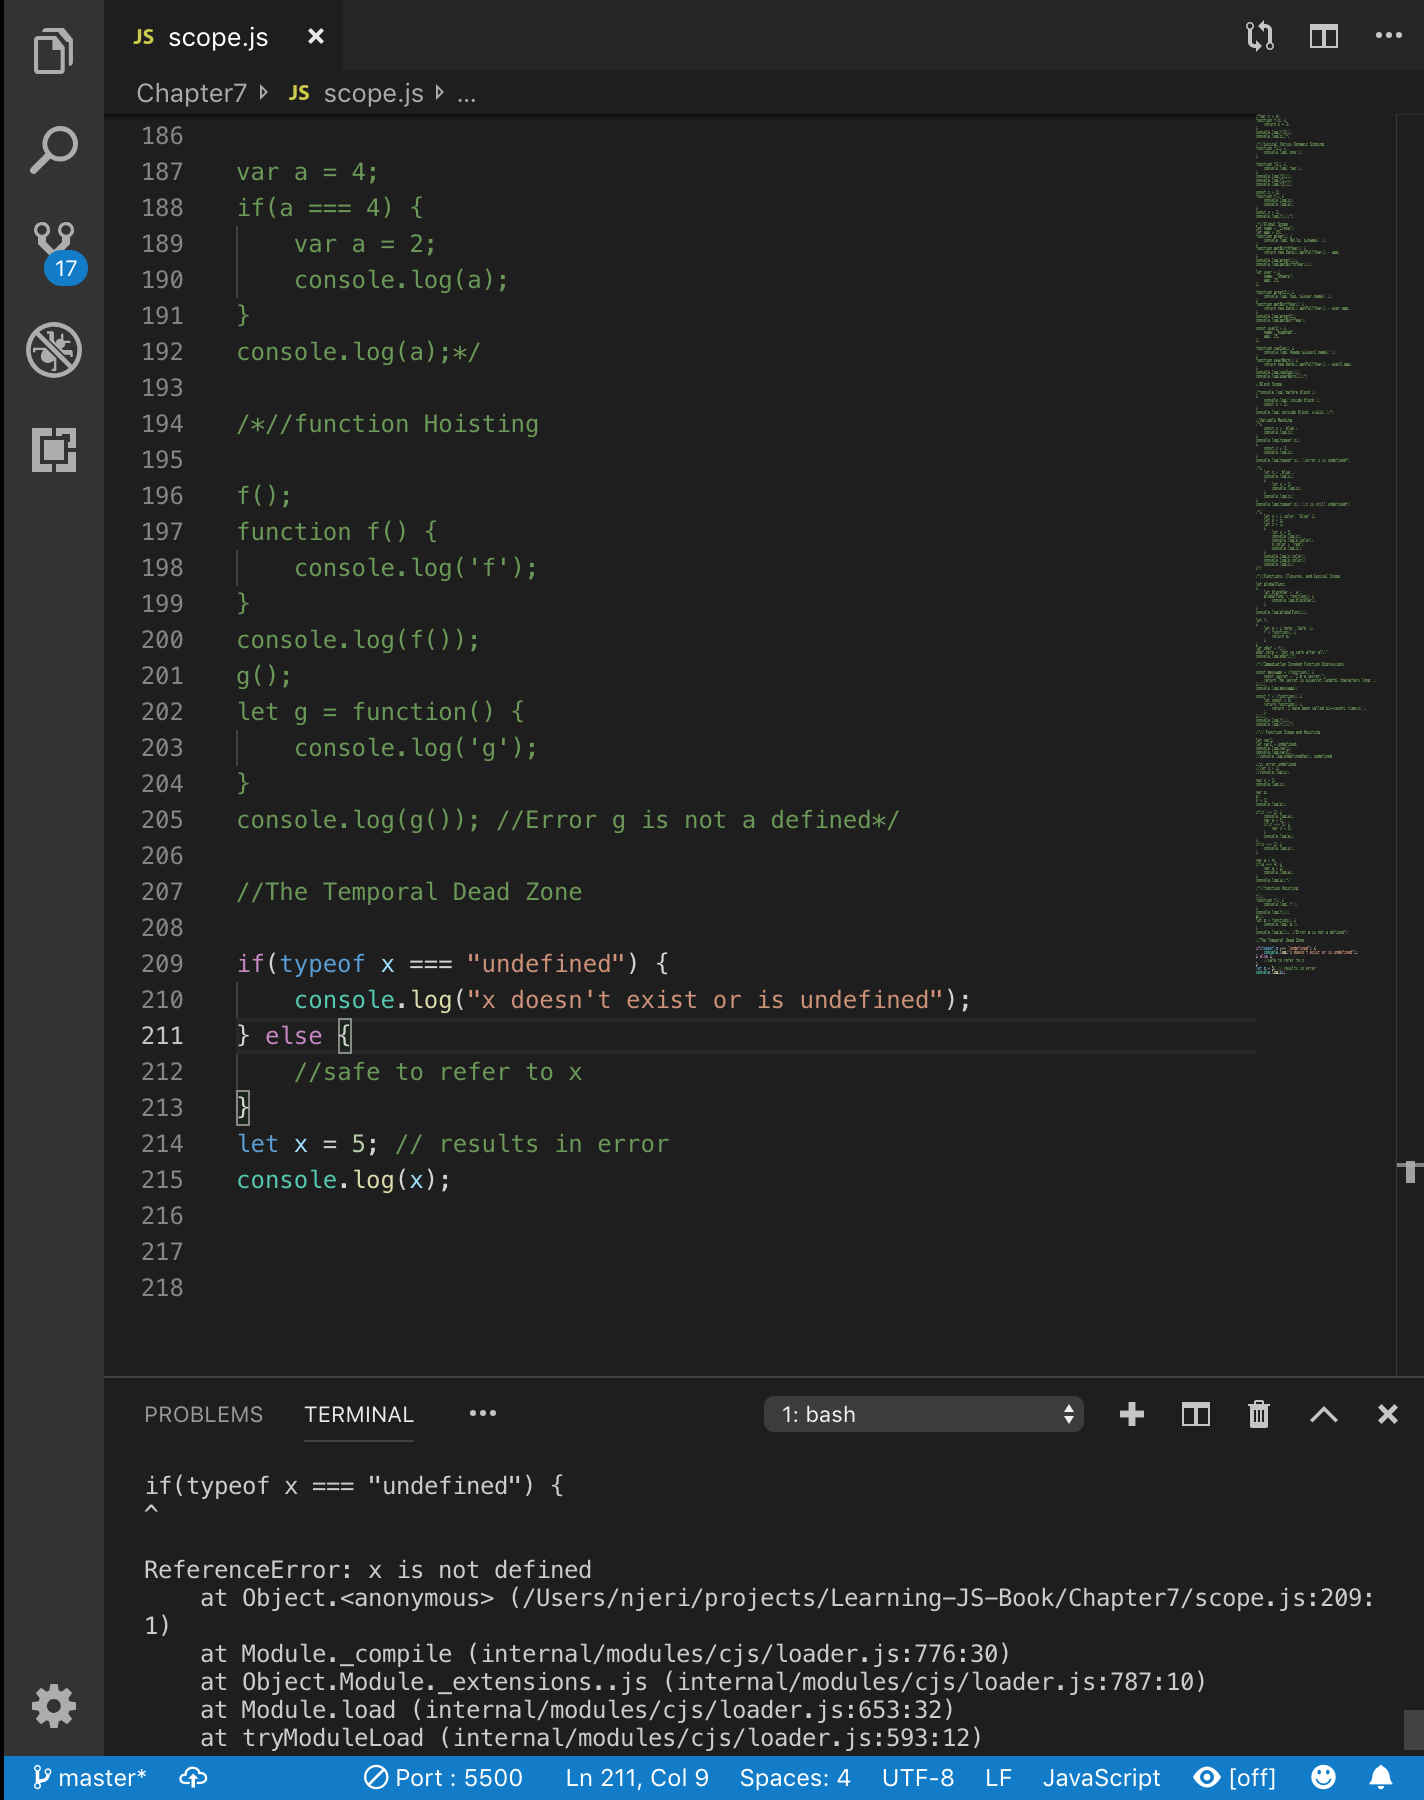 JS scope.js ×
Chapter7 JS scope.js ...
17
186
187 var a = 4;
188 if(a === 4) {
189     var a = 2;
190     console.log(a);
191 }
192 console.log(a);*/
193
194 /*//function Hoisting
195
196 f();
197 function f() {
198     console.log('f');
199 }
200 console.log(f());
201 g();
202 let g = function() {
203     console.log('g');
204 }
205 console.log(g()); //Error g is not a defined*/
206
207 //The Temporal Dead Zone
208
209 if(typeof x === "undefined") {
210     console.log("x doesn't exist or is undefined");
211 } else {
212     //safe to refer to x
213 }
214 let x = 5; // results in error
215 console.log(x);
216
217
218
PROBLEMS TERMINAL ... 1: bash
if(typeof x === "undefined") {
^
ReferenceError: x is not defined
    at Object.<anonymous> (/Users/njeri/projects/Learning-JS-Book/Chapter7/scope.js:209:
1)
    at Module._compile (internal/modules/cjs/loader.js:776:30)
    at Object.Module._extensions..js (internal/modules/cjs/loader.js:787:10)
    at Module.load (internal/modules/cjs/loader.js:653:32)
    at tryModuleLoad (internal/modules/cjs/loader.js:593:12)
master* Port : 5500 Ln 211, Col 9 Spaces: 4 UTF-8 LF JavaScript [off]